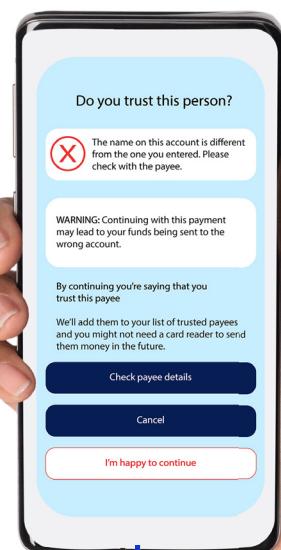 Do you trust this person?
The name on this account is different
from the one you entered. Please
check with the payee.
WARNING: Continuing with this payment
may lead to your funds being sent to the
wrong account.
By continuing you're saying that you
trust this payee
We'll add them to your list of trusted payees
and you might not need a card reader to send
them money in the future.
Check payee details
Cancel
I'm happy to continue